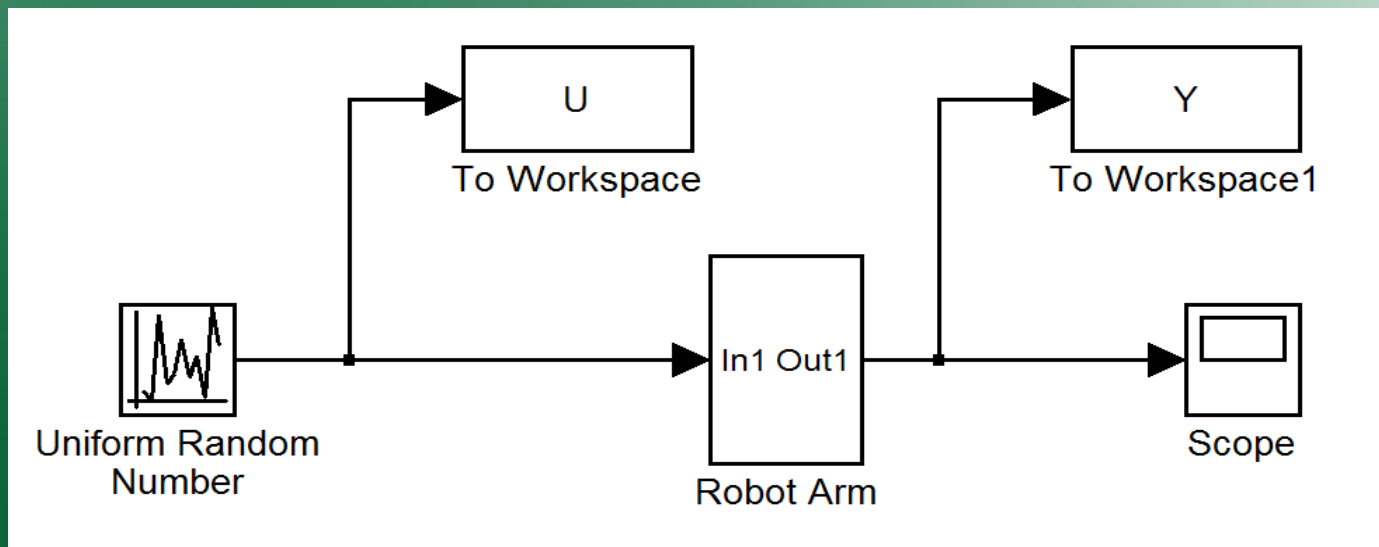 U
To Workspace
Y
To Workspace1
In1 Out1
Uniform Random
Number
Robot Arm
Scope